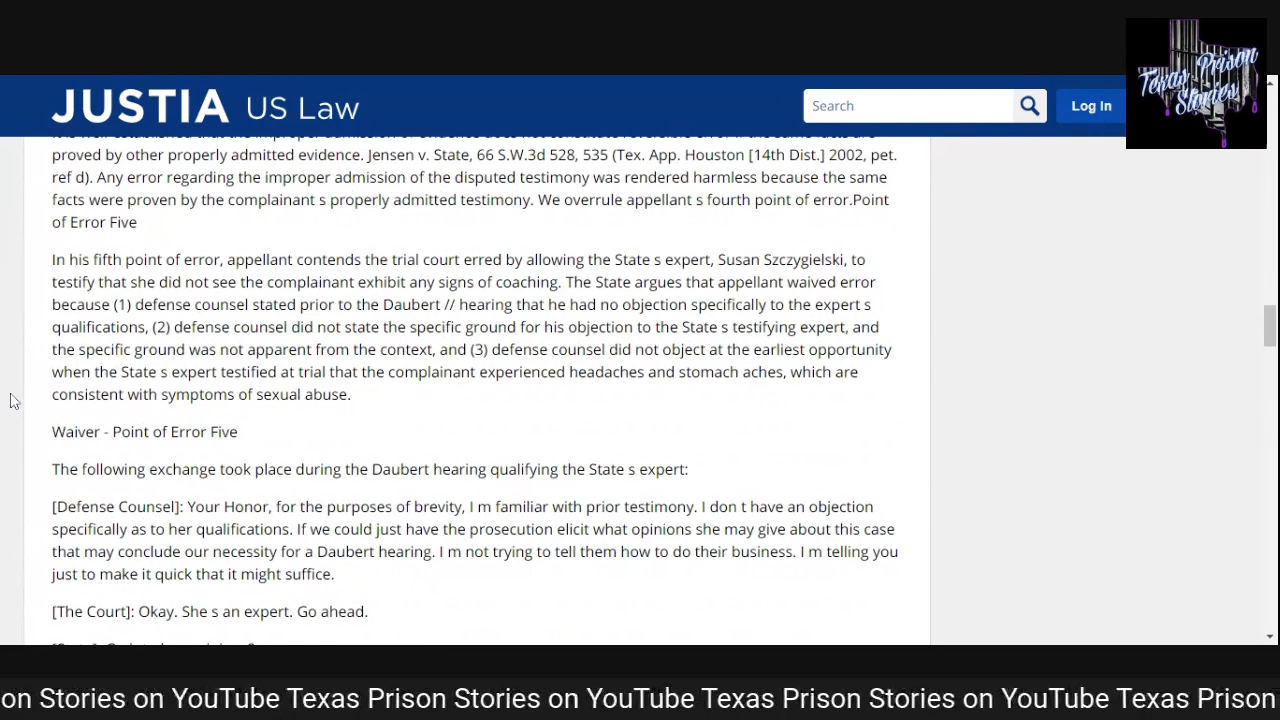 Texas Prison
Stories
JUSTIA US Law
Search
Log In
proved by other properly admitted evidence. Jensen v. State, 66 S.W.3d 528, 535 (Tex. App. Houston [14th Dist.] 2002, pet.
ref d). Any error regarding the improper admission of the disputed testimony was rendered harmless because the same
facts were proven by the complainant s properly admitted testimony. We overrule appellant s fourth point of error.Point
of Error Five
In his fifth point of error, appellant contends the trial court erred by allowing the State s expert, Susan Szczygielski, to
testify that she did not see the complainant exhibit any signs of coaching. The State argues that appellant waived error
because (1) defense counsel stated prior to the Daubert // hearing that he had no objection specifically to the expert s
qualifications, (2) defense counsel did not state the specific ground for his objection to the State s testifying expert, and
the specific ground was not apparent from the context, and (3) defense counsel did not object at the earliest opportunity
when the State s expert testified at trial that the complainant experienced headaches and stomach aches, which are
consistent with symptoms of sexual abuse.
Waiver - Point of Error Five
The following exchange took place during the Daubert hearing qualifying the State s expert:
[Defense Counsel]: Your Honor, for the purposes of brevity, I m familiar with prior testimony. I don t have an objection
specifically as to her qualifications. If we could just have the prosecution elicit what opinions she may give about this case
that may conclude our necessity for a Daubert hearing. I m not trying to tell them how to do their business. I m telling you
just to make it quick that it might suffice.
[The Court]: Okay. She s an expert. Go ahead.
on Stories on YouTube Texas Prison Stories on YouTube Texas Prison Stories on YouTube Texas Prison